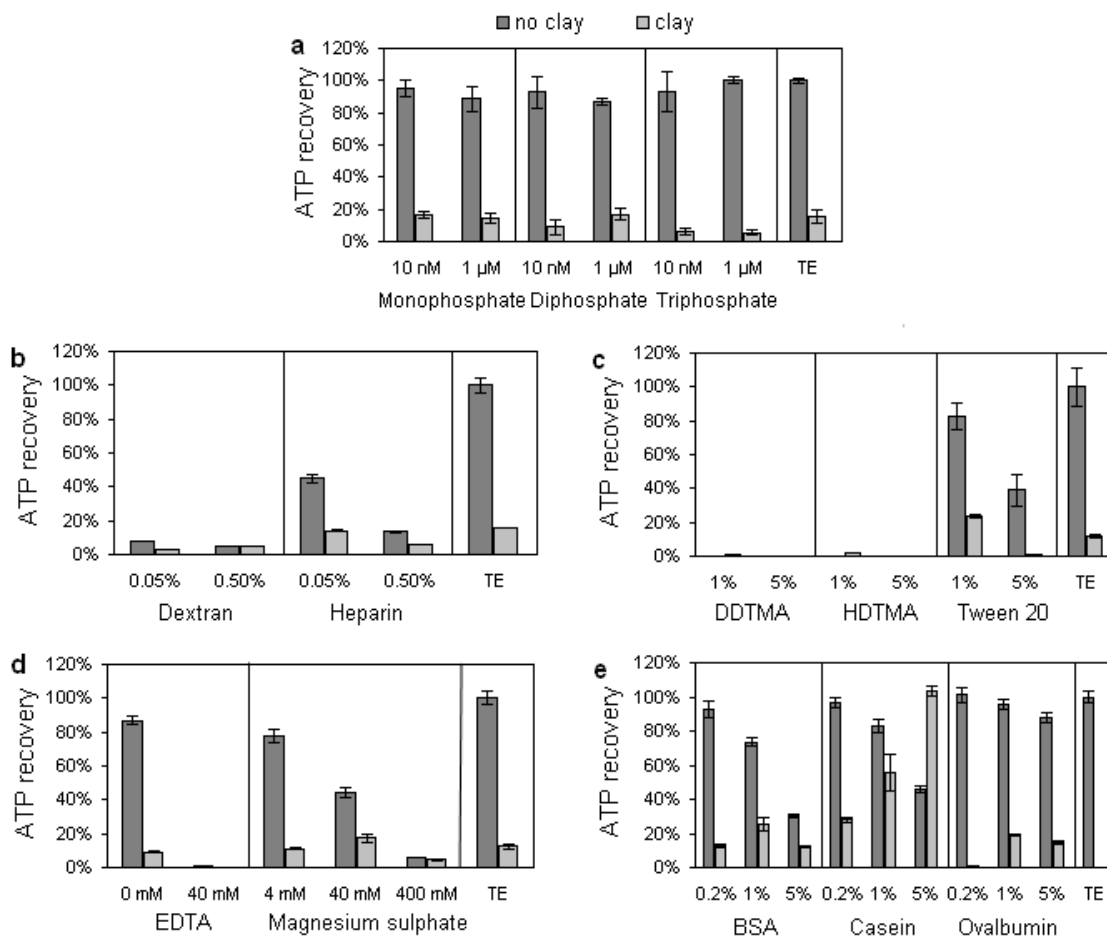 no clay clay
a
120%
100%
80%
60%
40%
20%
0%
ATP recovery
10 nM 1 µM 10 nM 1 µM 10 nM 1 µM TE
Monophosphate Diphosphate Triphosphate
b
120%
100%
80%
60%
40%
20%
0%
ATP recovery
0.05% 0.50% 0.05% 0.50% TE
Dextran Heparin
c
120%
100%
80%
60%
40%
20%
0%
ATP recovery
1% 5% 1% 5% 1% 5% TE
DDTMA HDTMA Tween 20
d
120%
100%
80%
60%
40%
20%
0%
ATP recovery
0 mM 40 mM 4 mM 40 mM 400 mM TE
EDTA Magnesium sulphate
e
120%
100%
80%
60%
40%
20%
0%
ATP recovery
0.2% 1% 5% 0.2% 1% 5% 0.2% 1% 5% TE
BSA Casein Ovalbumin